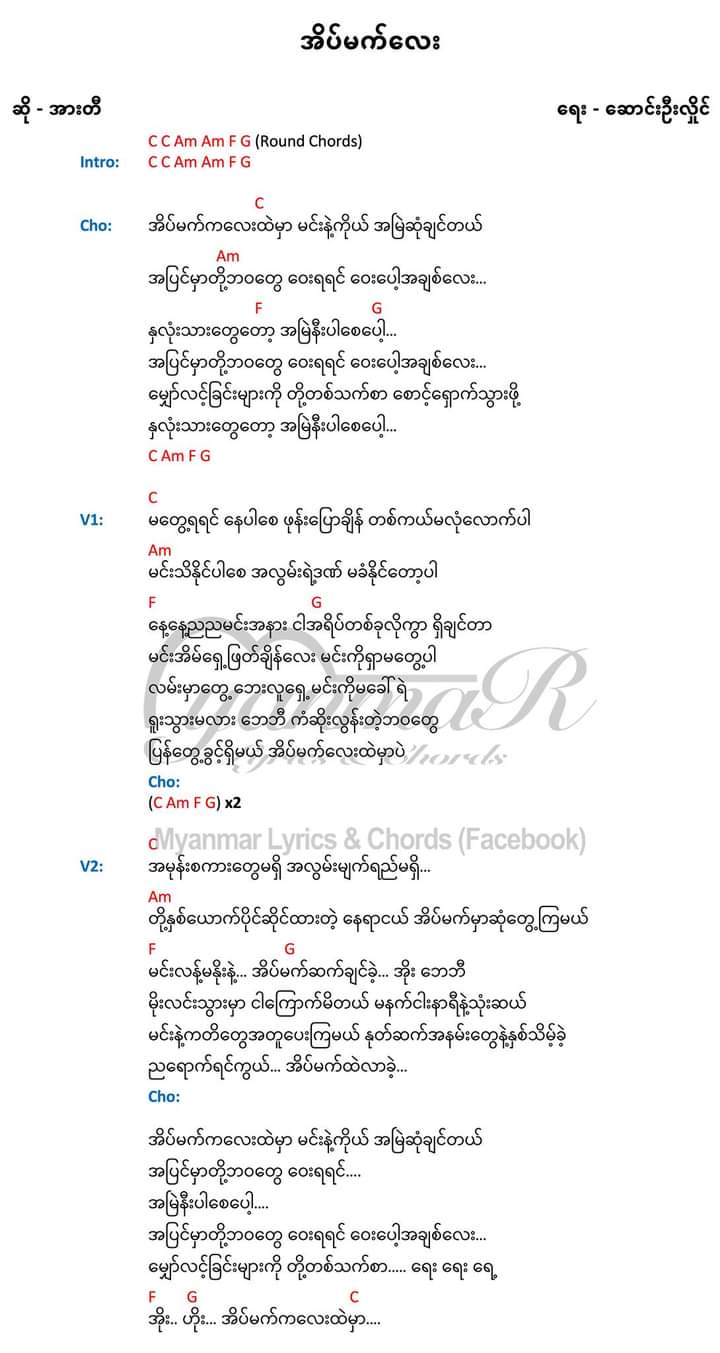 အိပ်မက်လေး
ဆို - အားတီ ရေး - ဆောင်းဦးလှိုင်
C C Am Am F G (Round Chords)
Intro: C C Am Am F G
C
Cho: အိပ်မက်ကလေးထဲမှာ မင်းနဲ့ကိုယ် အမြဲဆုံချင်တယ်
Am
အပြင်မှာတို့ဘဝတွေ ဝေးရရင် ဝေးပေါ့အချစ်လေး...
F G
နှလုံးသားတွေတော့ အမြဲနီးပါစေပေါ့...
အပြင်မှာတို့ဘဝတွေ ဝေးရရင် ဝေးပေါ့အချစ်လေး...
မျှော်လင့်ခြင်းများကို တို့တစ်သက်စာ စောင့်ရှောက်သွားဖို့
နှလုံးသားတွေတော့ အမြဲနီးပါစေပေါ့...
C Am F G
C
V1: မတွေ့ရရင် နေပါစေ ဖုန်းပြောချိန် တစ်ကယ်မလုံလောက်ပါ
Am
မင်းသိနိုင်ပါစေ အလွမ်းရဲ့ဒဏ် မခံနိုင်တော့ပါ
F G
နေ့နေ့ညညမင်းအနား ငါအရိပ်တစ်ခုလိုကွာ ရှိချင်တာ
မင်းအိမ်ရှေ့ဖြတ်ချိန်လေး မင်းကိုရှာမတွေ့ပါ
လမ်းမှာတွေ့ ဘေးလူရှေ့ မင်းကိုမခေါ်ရဲ
ရူးသွားမလား ဘေဘီ ကံဆိုးလွန်းတဲ့ဘဝတွေ
ပြန်တွေ့ခွင့်ရှိမယ် အိပ်မက်လေးထဲမှာပဲ
MyanmaR
Lyrics & Chords
Cho:
(C Am F G) x2
Myanmar Lyrics & Chords (Facebook)
C
V2: အမုန်းစကားတွေမရှိ အလွမ်းမျက်ရည်မရှိ...
Am
တို့နှစ်ယောက်ပိုင်ဆိုင်ထားတဲ့ နေရာငယ် အိပ်မက်မှာဆုံတွေ့ကြမယ်
F G
မင်းလန့်မနိုးနဲ့... အိပ်မက်ဆက်ချင်ခဲ့... အိုး ဘေဘီ
မိုးလင်းသွားမှာ ငါကြောက်မိတယ် မနက်ငါးနာရီနဲ့သုံးဆယ်
မင်းနဲ့ကတိတွေအတူပေးကြမယ် နုတ်ဆက်အနမ်းတွေနဲ့နှစ်သိမ့်ခဲ့
ညရောက်ရင်ကွယ်... အိပ်မက်ထဲလာခဲ့...
Cho:
အိပ်မက်ကလေးထဲမှာ မင်းနဲ့ကိုယ် အမြဲဆုံချင်တယ်
အပြင်မှာတို့ဘဝတွေ ဝေးရရင်....
အမြဲနီးပါစေပေါ့....
အပြင်မှာတို့ဘဝတွေ ဝေးရရင် ဝေးပေါ့အချစ်လေး...
မျှော်လင့်ခြင်းများကို တို့တစ်သက်စာ..... ရေး ရေး ရေ့
F G C
အိုး.. ဟိုး... အိပ်မက်ကလေးထဲမှာ....